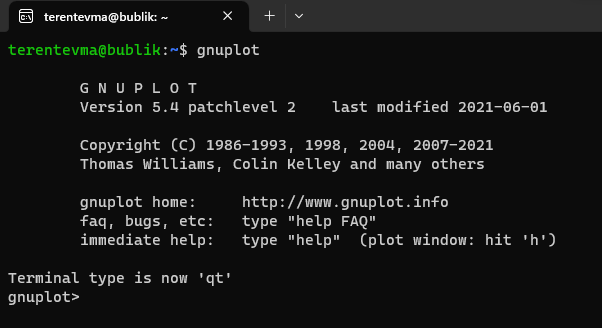 terentevma@bublik: ~
terentevma@bublik:~$ gnuplot
G N U P L O T
Version 5.4 patchlevel 2    last modified 2021-06-01
Copyright (C) 1986-1993, 1998, 2004, 2007-2021
Thomas Williams, Colin Kelley and many others
gnuplot home:     http://www.gnuplot.info
faq, bugs, etc:   type "help FAQ"
immediate help:   type "help"  (plot window: hit 'h')
Terminal type is now 'qt'
gnuplot>